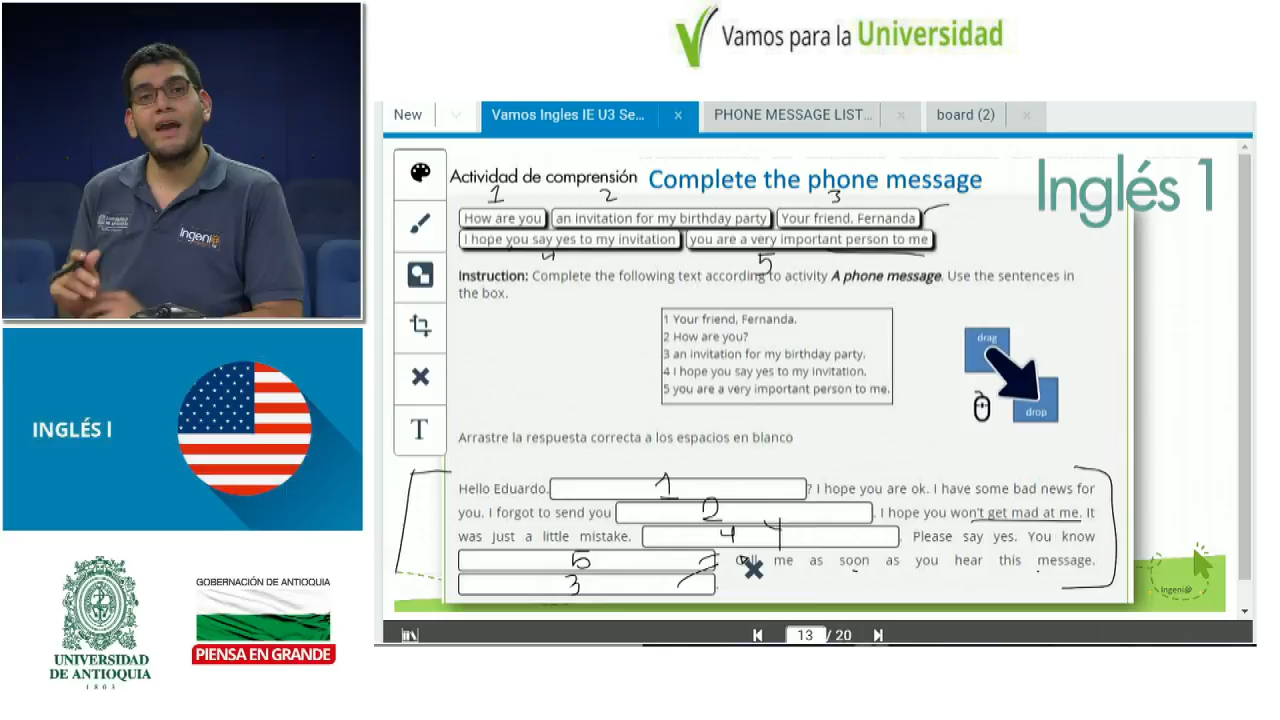 Vamos para la Universidad
New
Vamos Ingles IE U3 Se... x
PHONE MESSAGE LIST... x
board (2) x
Actividad de comprensión Complete the phone message
Inglés 1
1 2 3
How are you an invitation for my birthday party Your friend, Fernanda
I hope you say yes to my invitation you are a very important person to me
4 5
Instruction: Complete the following text according to activity A phone message. Use the sentences in
the box.
1 Your friend, Fernanda.
2 How are you?
3 an invitation for my birthday party.
4 I hope you say yes to my invitation.
5 you are a very important person to me.
drag
drop
T
Arrastre la respuesta correcta a los espacios en blanco
Hello Eduardo. 1 ? I hope you are ok. I have some bad news for
you. I forgot to send you 2 . I hope you won't get mad at me. It
was just a little mistake. 4 4 . Please say yes. You know
5 me as soon as you hear this message.
3 .
Ingeni@
13 / 20
Ingeni@
INGLÉS I
UNIVERSIDAD
DE ANTIOQUIA
1803
GOBERNACIÓN DE ANTIOQUIA
PIENSA EN GRANDE